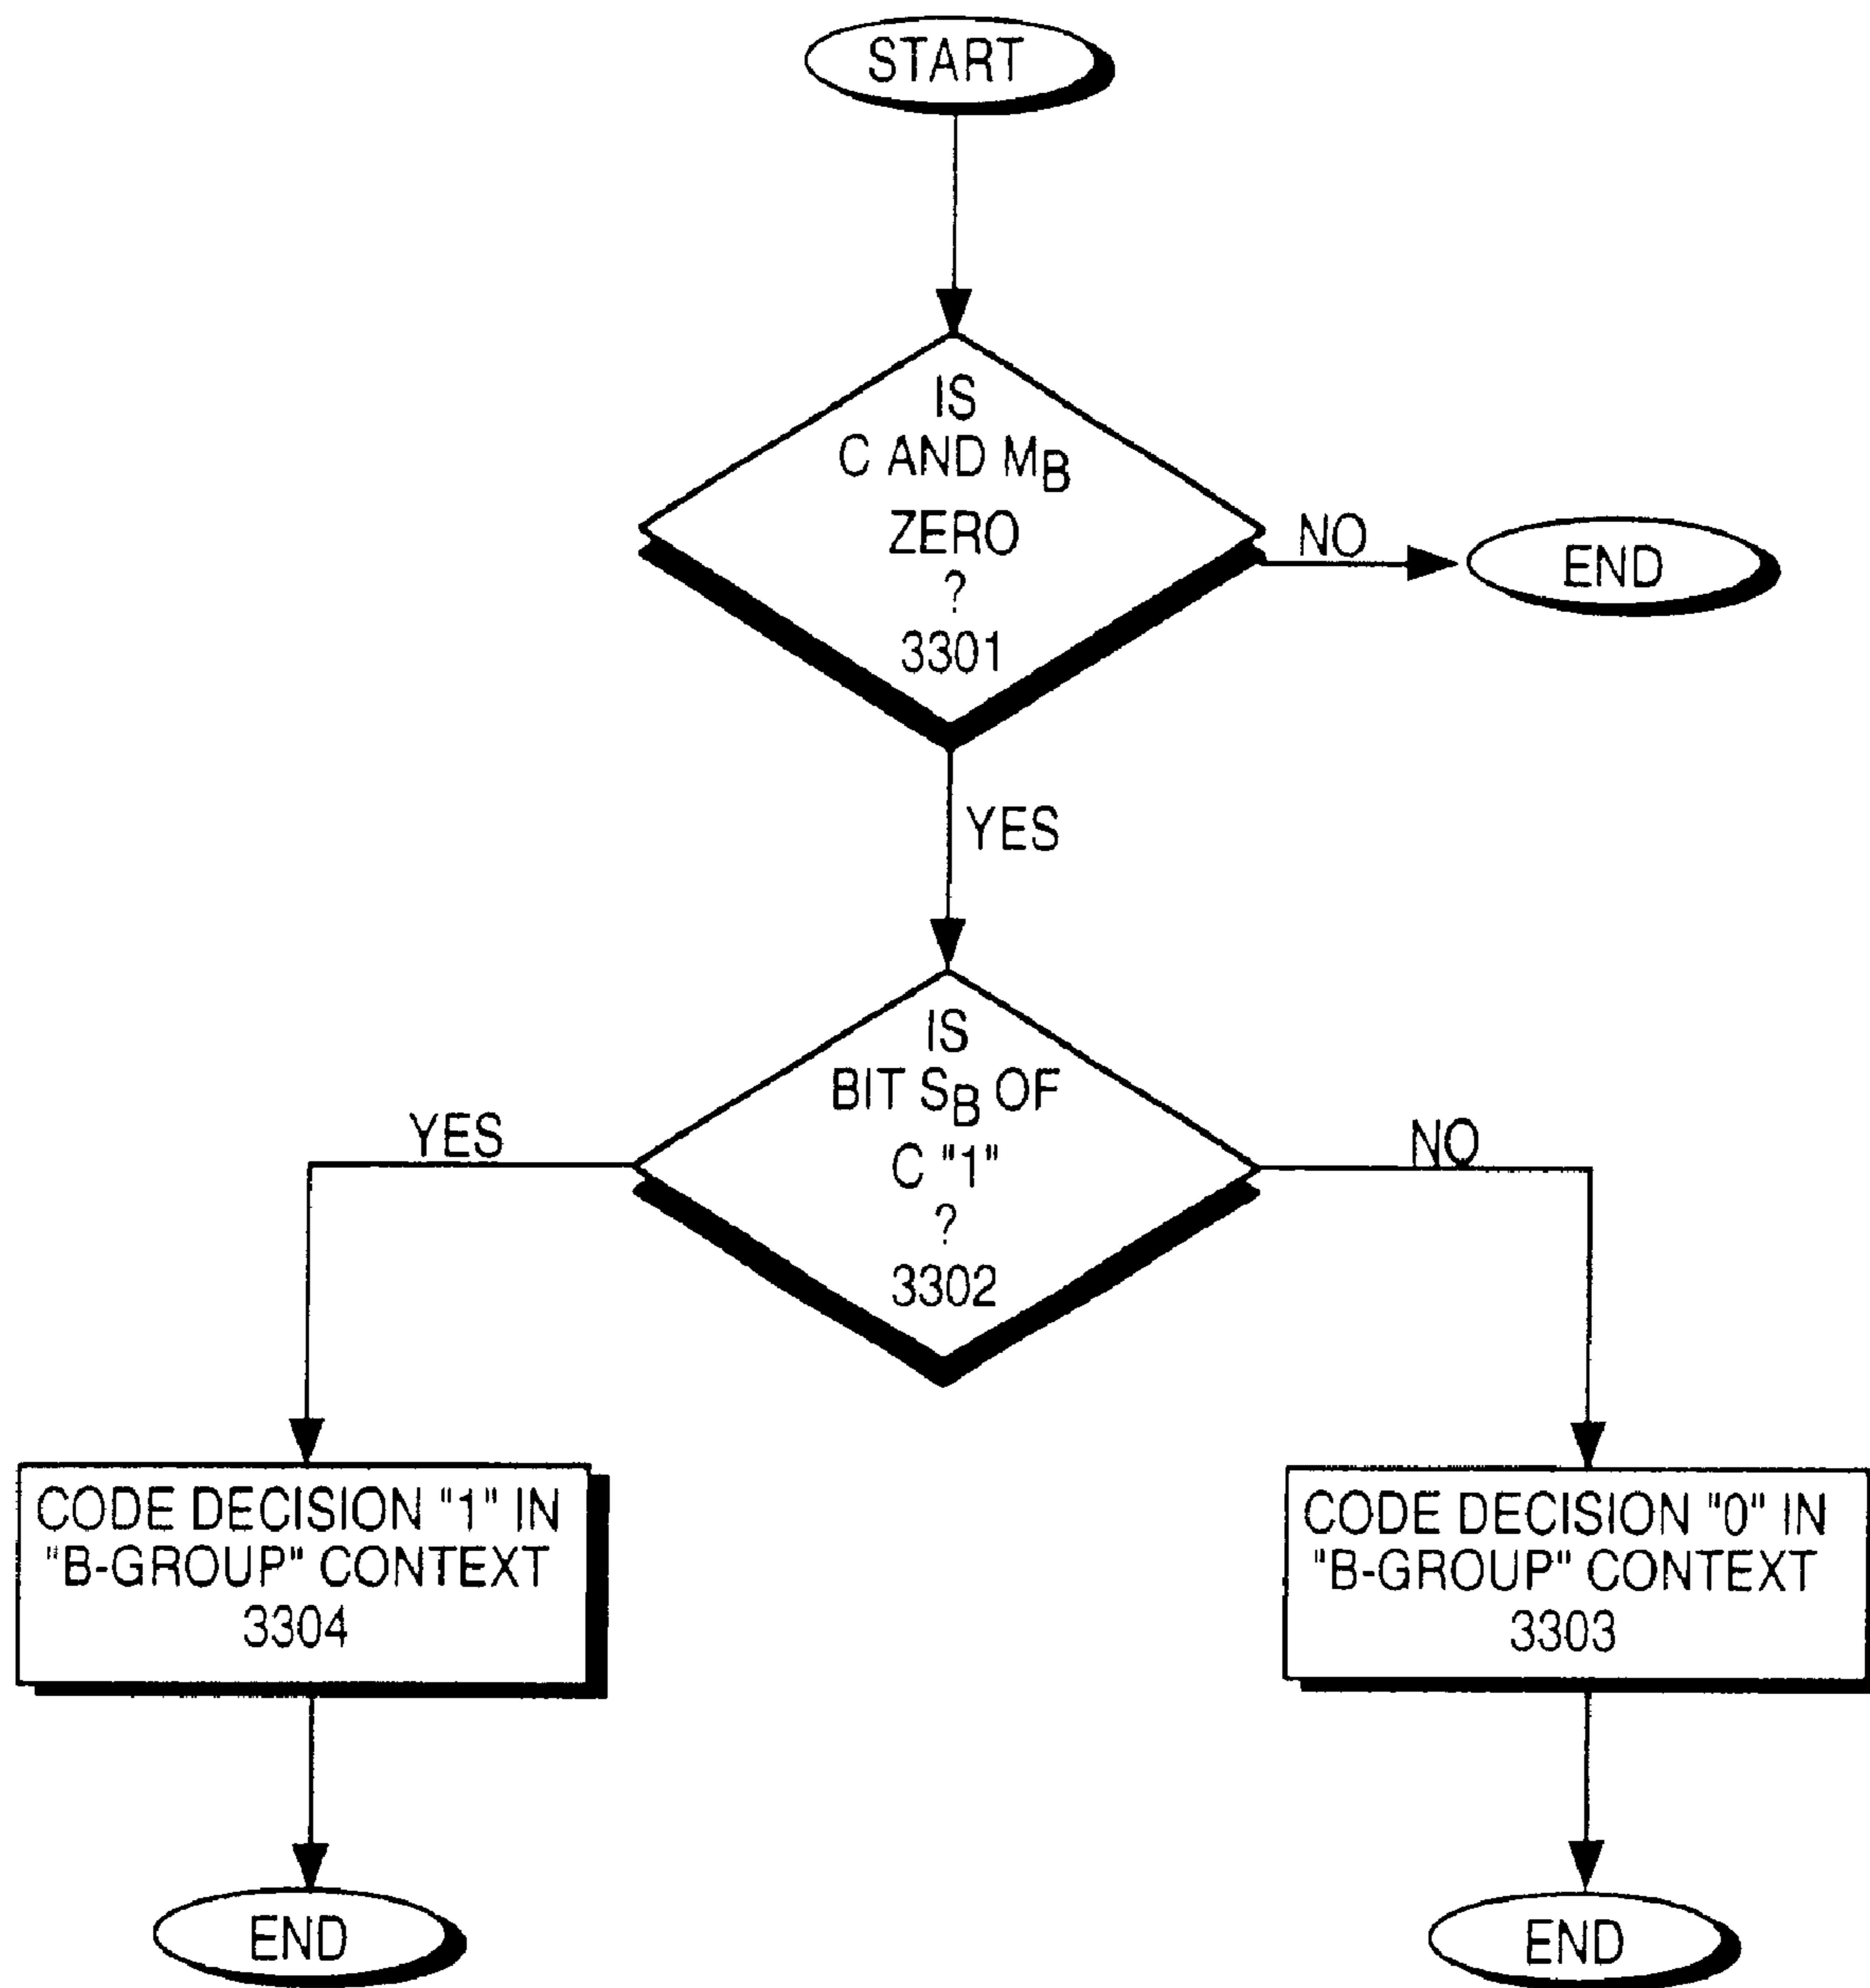 START
IS
C AND MB
ZERO
?
3301
NO
END
YES
IS
BIT SB OF
C "1"
?
3302
YES
NO
CODE DECISION "1" IN
"B-GROUP" CONTEXT
3304
CODE DECISION "0" IN
"B-GROUP" CONTEXT
3303
END
END